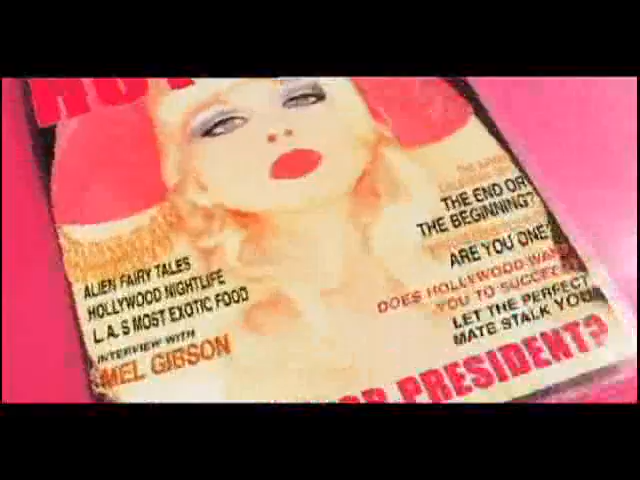 ALIEN FAIRY TALES
HOLLYWOOD NIGHTLIFE
L.A.S MOST EXOTIC FOOD
INTERVIEW WITH
MEL GIBSON
THE END OR
THE BEGINNING?
ARE YOU ONE?
DOES HOLLYWOOD WANT
YOU TO SUCCEED
LET THE PERFECT
MATE STALK YOU
OR PRESIDENT?